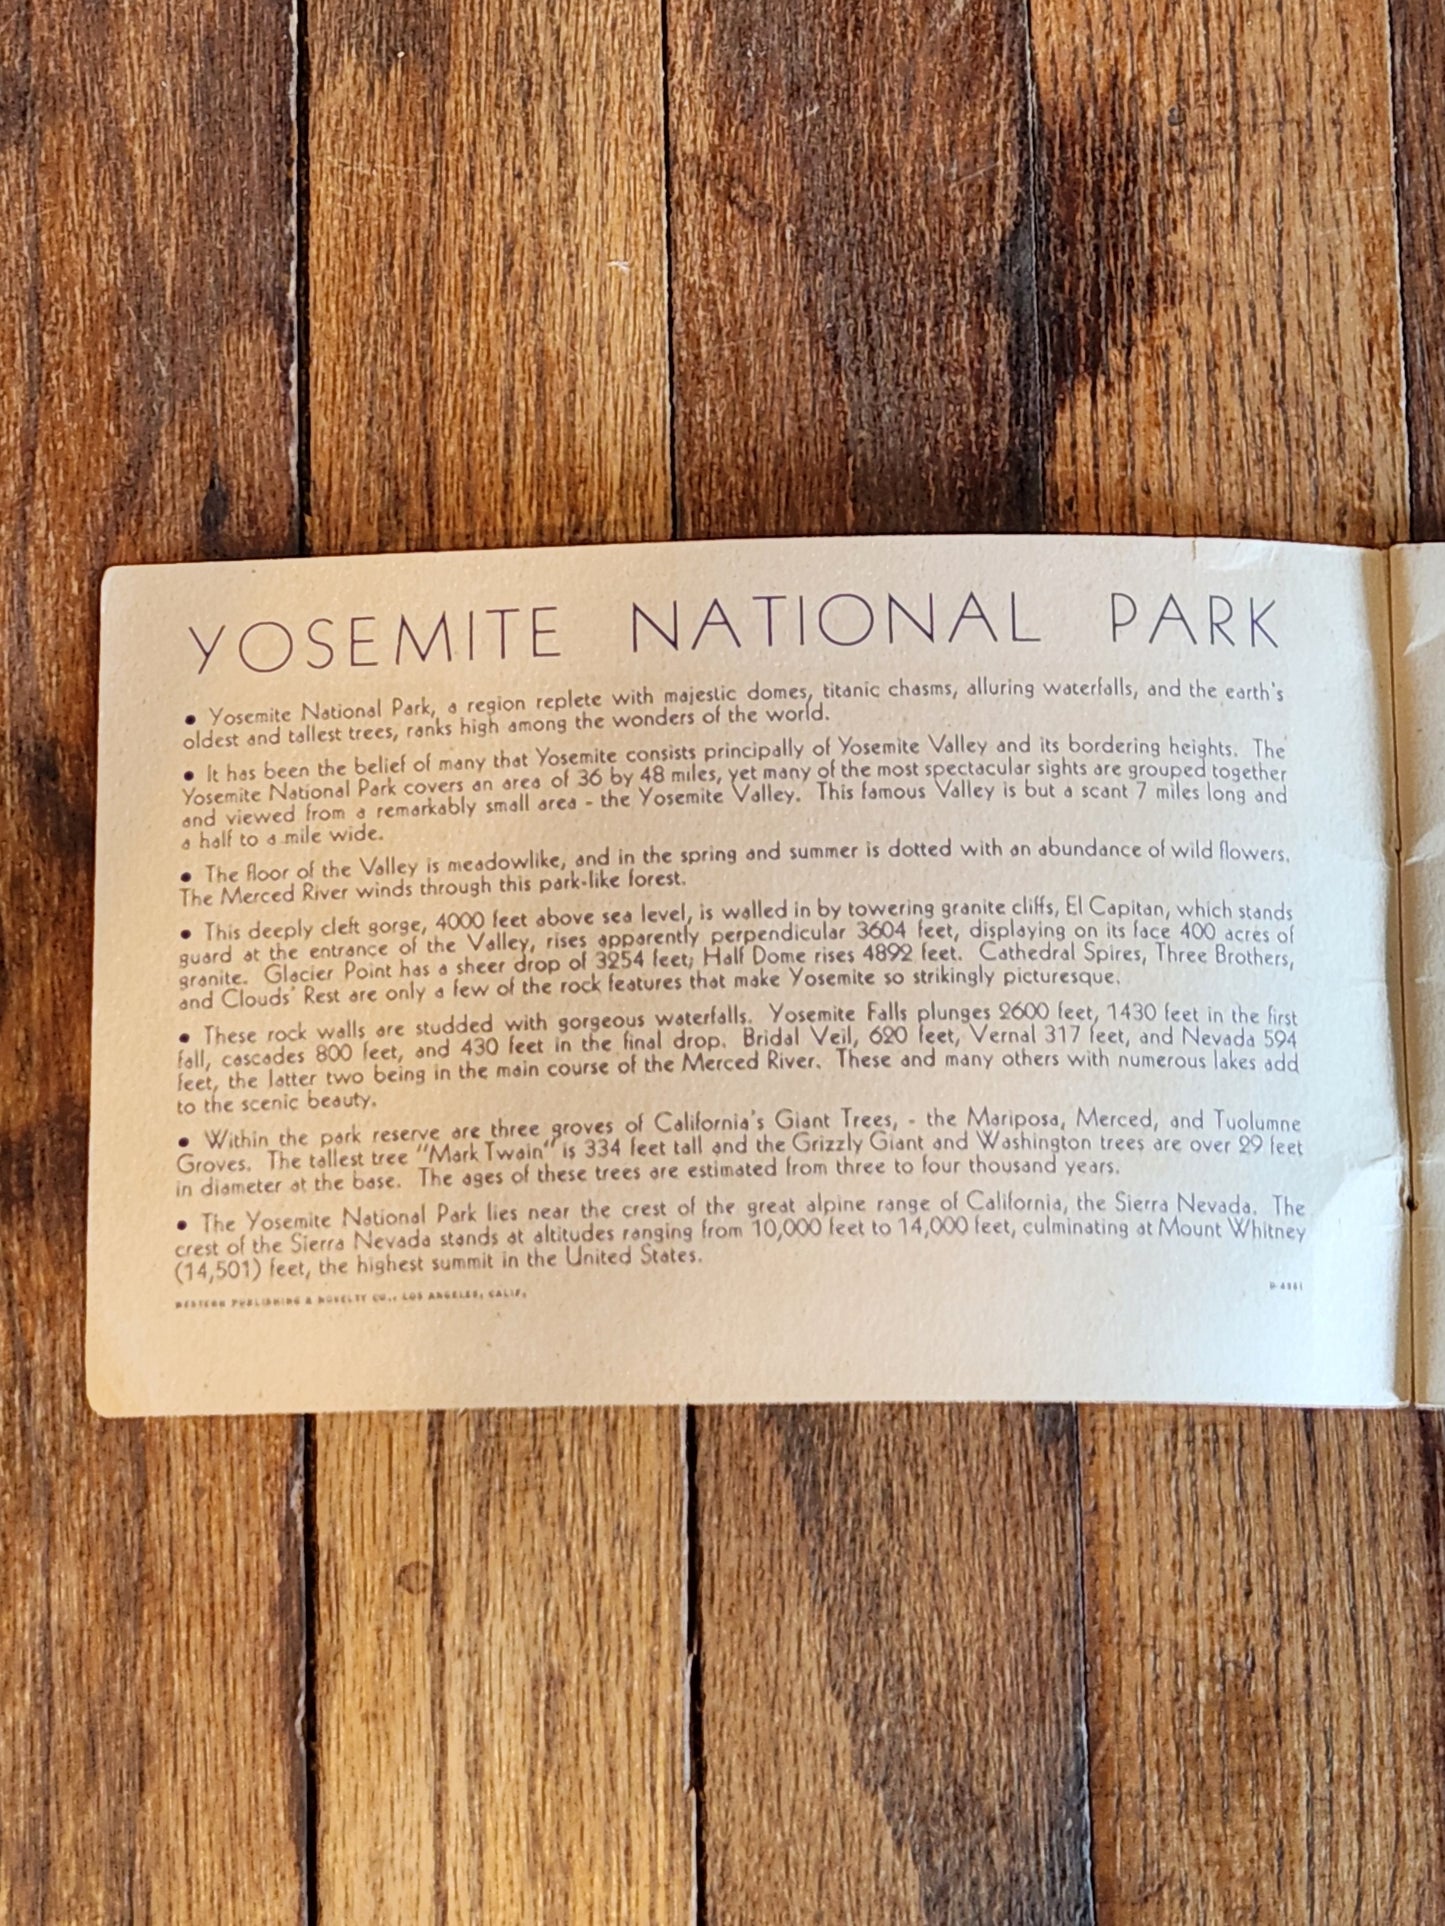 YOSEMITE NATIONAL PARK
• Yosemite National Park, a region replete with majestic domes, titanic chasms, alluring waterfalls, and the earth's
oldest and tallest trees, ranks high among the wonders of the world.
• It has been the belief of many that Yosemite consists principally of Yosemite Valley and its bordering heights. The
Yosemite National Park covers an area of 36 by 48 miles, yet many of the most spectacular sights are grouped together
and viewed from a remarkably small area - the Yosemite Valley. This famous Valley is but a scant 7 miles long and
a half to a mile wide.
• The floor of the Valley is meadowlike, and in the spring and summer is dotted with an abundance of wild flowers.
The Merced River winds through this park-like forest.
• This deeply cleft gorge, 4000 feet above sea level, is walled in by towering granite cliffs, El Capitan, which stands
guard at the entrance of the Valley, rises apparently perpendicular 3604 feet, displaying on its face 400 acres of
granite. Glacier Point has a sheer drop of 3254 feet; Half Dome rises 4892 feet. Cathedral Spires, Three Brothers,
and Clouds' Rest are only a few of the rock features that make Yosemite so strikingly picturesque.
• These rock walls are studded with gorgeous waterfalls. Yosemite Falls plunges 2600 feet, 1430 feet in the first
fall, cascades 800 feet, and 430 feet in the final drop. Bridal Veil, 620 feet, Vernal 317 feet, and Nevada 594
feet, the latter two being in the main course of the Merced River. These and many others with numerous lakes add
to the scenic beauty.
• Within the park reserve are three groves of California's Giant Trees, - the Mariposa, Merced, and Tuolumne
Groves. The tallest tree "Mark Twain" is 334 feet tall and the Grizzly Giant and Washington trees are over 29 feet
in diameter at the base. The ages of these trees are estimated from three to four thousand years.
• The Yosemite National Park lies near the crest of the great alpine range of California, the Sierra Nevada. The
crest of the Sierra Nevada stands at altitudes ranging from 10,000 feet to 14,000 feet, culminating at Mount Whitney
(14,501) feet, the highest summit in the United States.
WESTERN PUBLISHING & NOVELTY CO., LOS ANGELES, CALIF.